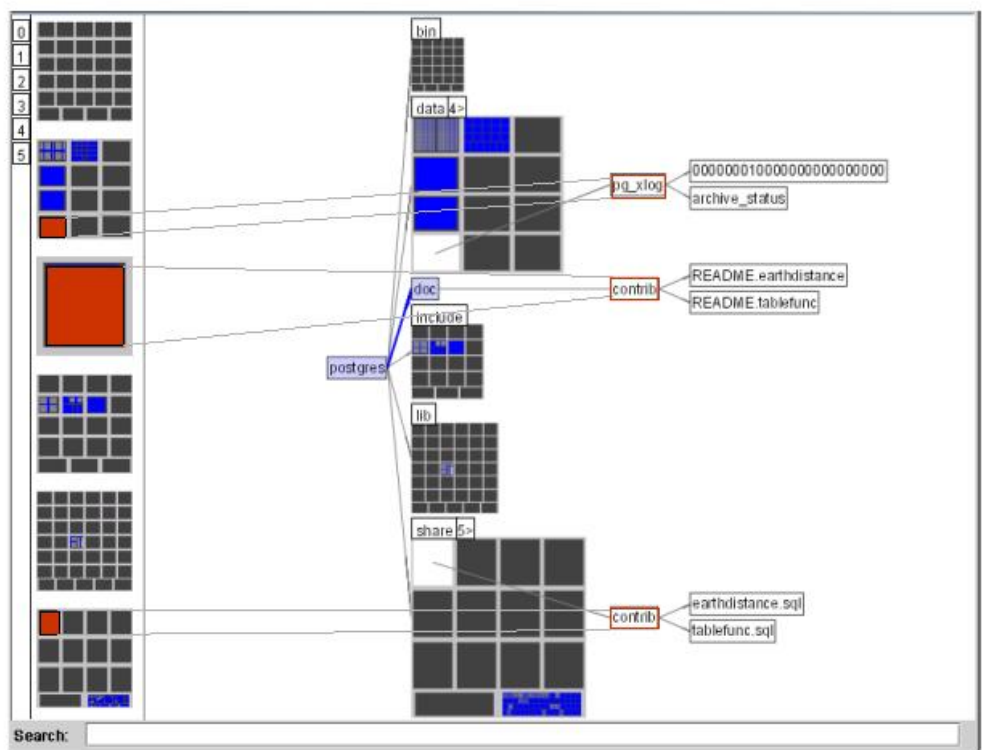 0
1
2
3
4
5
bin
data 4>
pg_xlog
000000010000000000000000
archive_status
doc
contrib
README.earthdistance
README.tablefunc
include
postgres
lib
share 5>
contrib
earthdistance.sql
tablefunc.sql
Search: